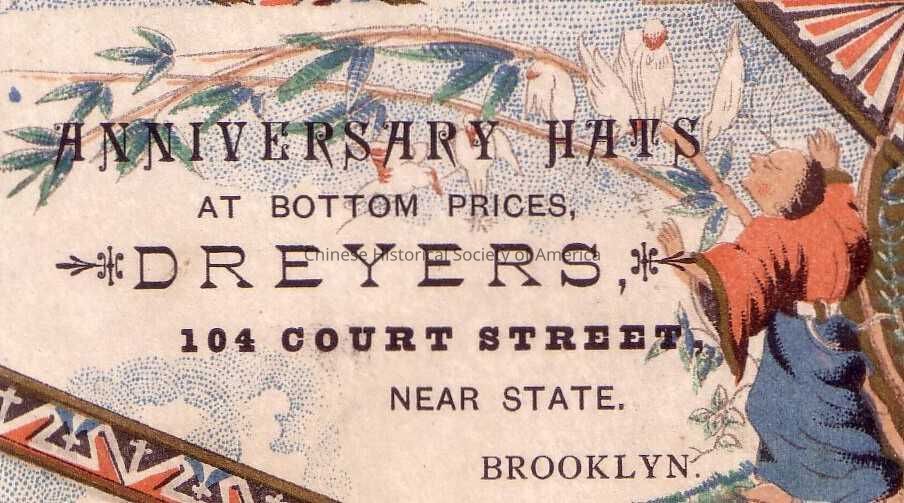 ANNIVERSARY HATS
AT BOTTOM PRICES,
DREYERS,
Chinese Historical Society of America
104 COURT STREET,
NEAR STATE.
BROOKLYN.